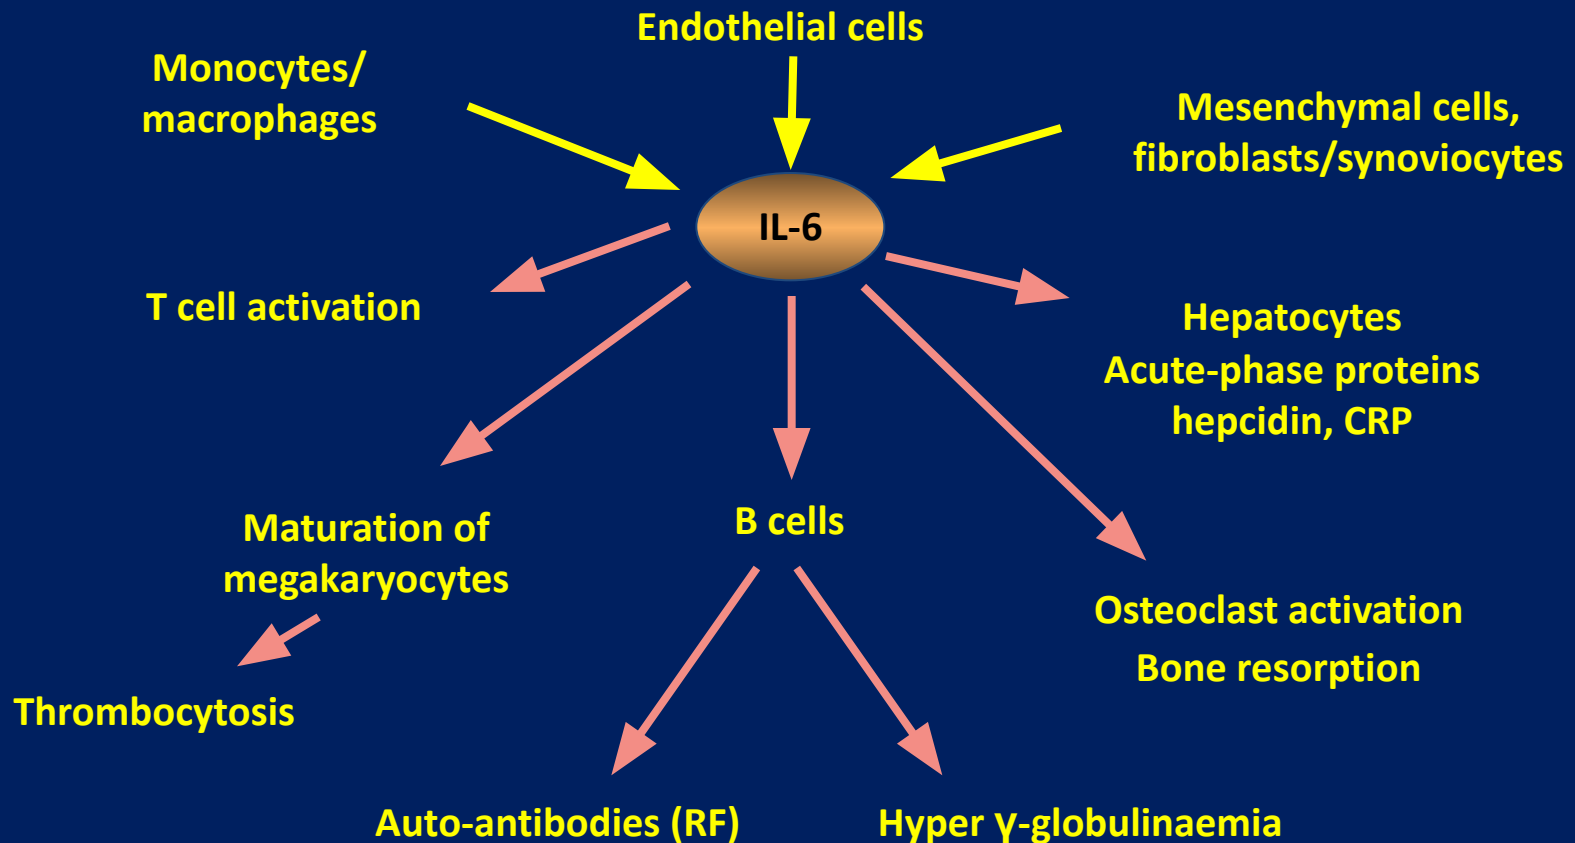 Endothelial cells
Monocytes/
macrophages
Mesenchymal cells,
fibroblasts/synoviocytes
IL-6
T cell activation
Hepatocytes
Acute-phase proteins
hepcidin, CRP
Maturation of
megakaryocytes
B cells
Osteoclast activation
Bone resorption
Thrombocytosis
Auto-antibodies (RF)
Hyper γ-globulinaemia